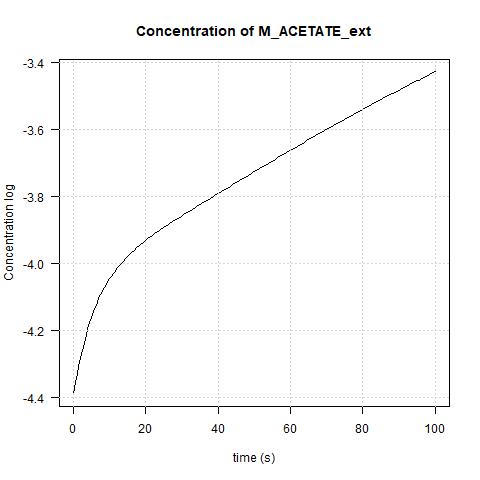 Concentration of M_ACETATE_ext
-3.4
-3.6
-3.8
-4.0
-4.2
-4.4
Concentration log
0 20 40 60 80 100
time (s)